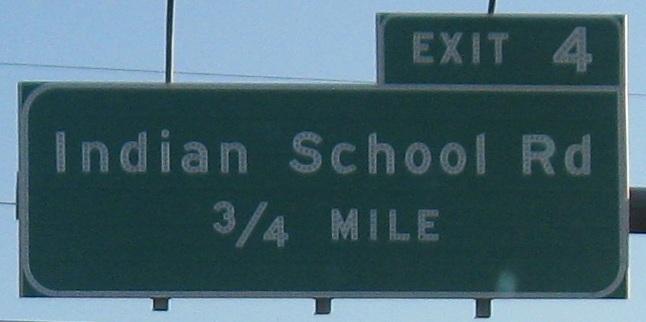 EXIT 4
Indian School Rd
3/4 MILE